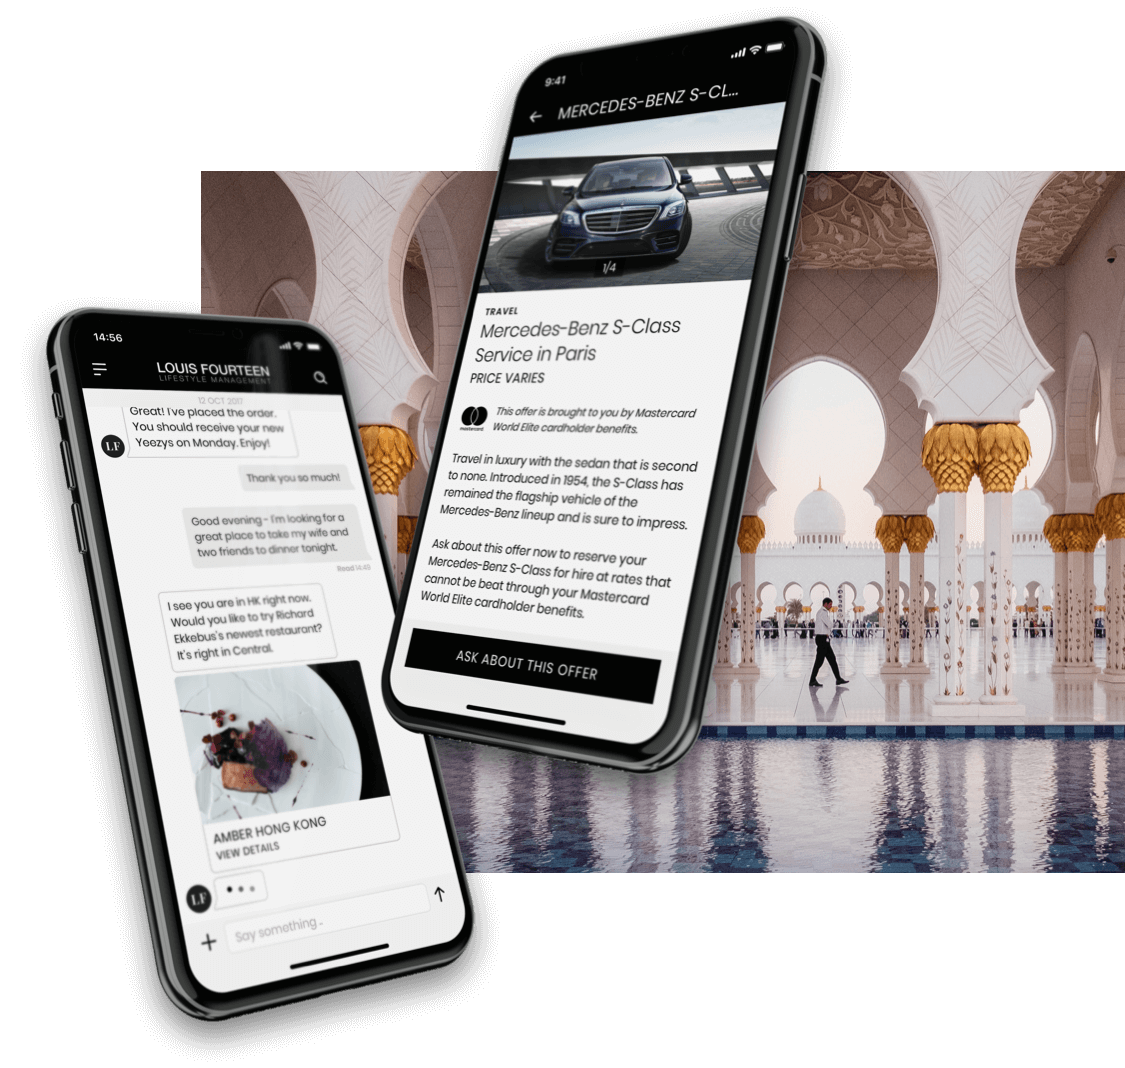 9:41
MERCEDES-BENZ S-CL...
1/4
TRAVEL
Mercedes-Benz S-Class
Service in Paris
PRICE VARIES
mastercard
This offer is brought to you by Mastercard
World Elite cardholder benefits.
Travel in luxury with the sedan that is second
to none. Introduced in 1954, the S-Class has
remained the flagship vehicle of the
Mercedes-Benz lineup and is sure to impress.
Ask about this offer now to reserve your
Mercedes-Benz S-Class for hire at rates that
cannot be beat through your Mastercard
World Elite cardholder benefits.
ASK ABOUT THIS OFFER
14:56
LOUIS FOURTEEN
LIFESTYLE MANAGEMENT
12 OCT 2017
Great! I've placed the order.
You should receive your new
Yeezys on Monday. Enjoy!
LF
Thank you so much!
Good evening - I'm looking for a
great place to take my wife and
two friends to dinner tonight.
Read 14:45
I see you are in HK right now.
Would you like to try Richard
Ekkebus's newest restaurant?
It's right in Central.
AMBER HONG KONG
VIEW DETAILS
LF
Say something..